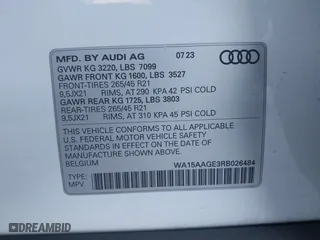 MFD. BY AUDI AG 07 23
GVWR KG 3220, LBS 7099
GAWR FRONT KG 1600, LBS 3527
FRONT-TIRES 265/45 R21
9,5JX21 RIMS, AT 290 KPA 42 PSI COLD
GAWR REAR KG 1725, LBS 3803
REAR-TIRES 265/45 R21
9,5JX21 RIMS, AT 310 KPA 45 PSI COLD
THIS VEHICLE CONFORMS TO ALL APPLICABLE
U.S. FEDERAL MOTOR VEHICLE
SAFETY STANDARDS IN EFFECT ON THE DATE OF MANUFACTURE SHOWN ABOVE.
BELGIUM WA15AAGE3RB026484
TYPE:
MPV
DREAMBID